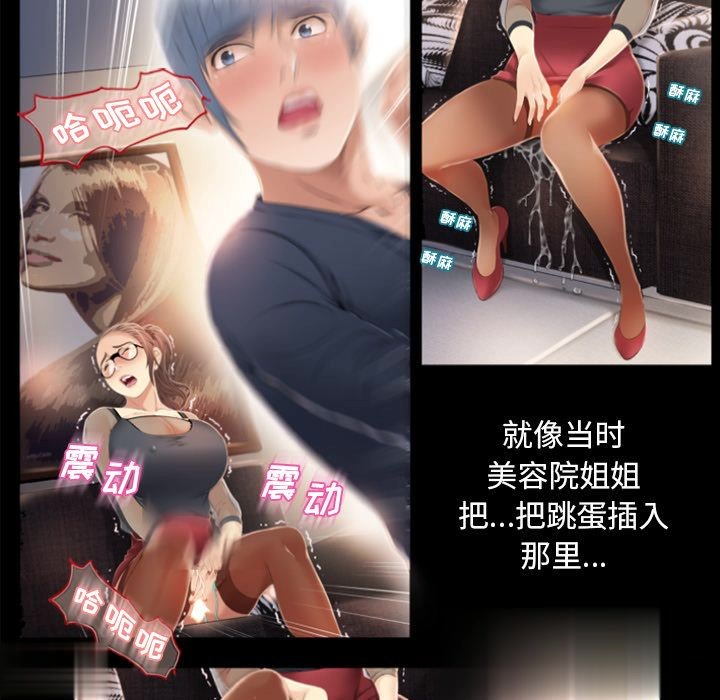 哈呃呃
酥麻
酥麻
酥麻
酥麻
震动
震动
哈呃呃
就像当时
美容院姐姐
把...把跳蛋插入
那里...